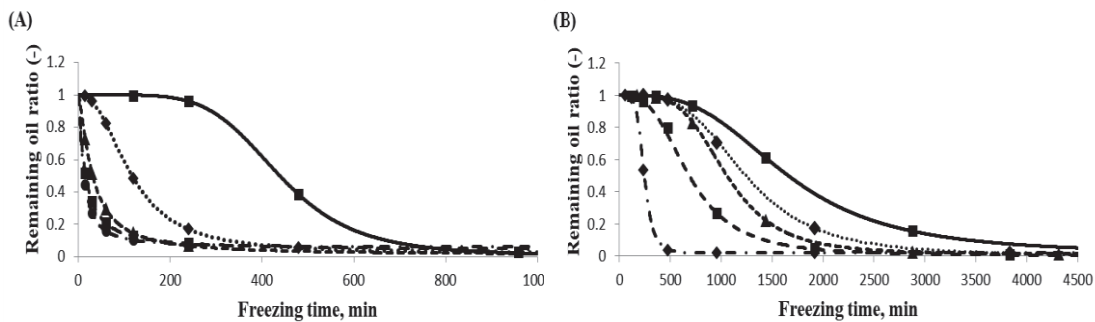 (A)
(B)
Remaining oil ratio (-)
1.2
1
0.8
0.6
0.4
0.2
0
0 200 400 600 800 100
Freezing time, min
Remaining oil ratio (-)
1.2
1
0.8
0.6
0.4
0.2
0
0 500 1000 1500 2000 2500 3000 3500 4000 4500
Freezing time, min